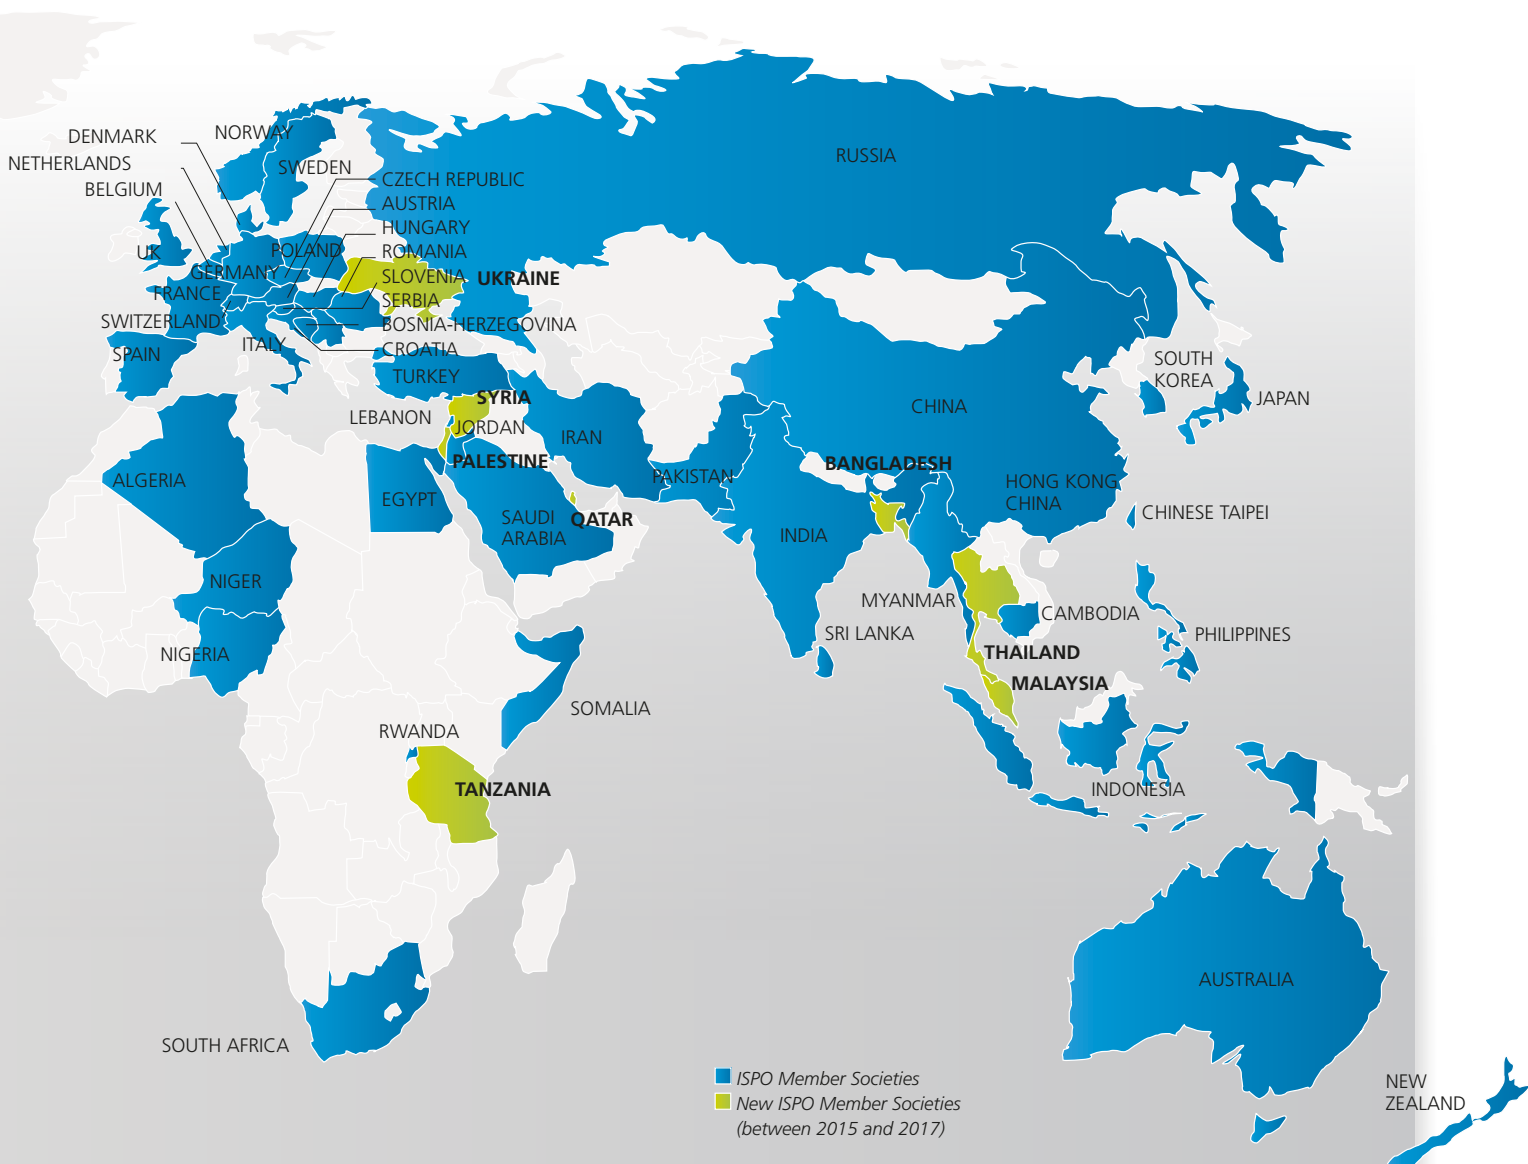 DENMARK
NORWAY
NETHERLANDS
SWEDEN
BELGIUM
CZECH REPUBLIC
AUSTRIA
HUNGARY
UK
POLAND
ROMANIA
GERMANY
SLOVENIA
UKRAINE
FRANCE
SERBIA
SWITZERLAND
BOSNIA-HERZEGOVINA
ITALY
CROATIA
SPAIN
TURKEY
RUSSIA
SYRIA
LEBANON
JORDAN
IRAN
PALESTINE
ALGERIA
EGYPT
SAUDI
ARABIA
QATAR
PAKISTAN
CHINA
SOUTH
KOREA
JAPAN
BANGLADESH
HONG KONG
CHINA
CHINESE TAIPEI
INDIA
NIGER
NIGERIA
MYANMAR
CAMBODIA
SRI LANKA
PHILIPPINES
THAILAND
MALAYSIA
SOMALIA
RWANDA
TANZANIA
INDONESIA
AUSTRALIA
SOUTH AFRICA
NEW
ZEALAND
ISPO Member Societies
New ISPO Member Societies
(between 2015 and 2017)